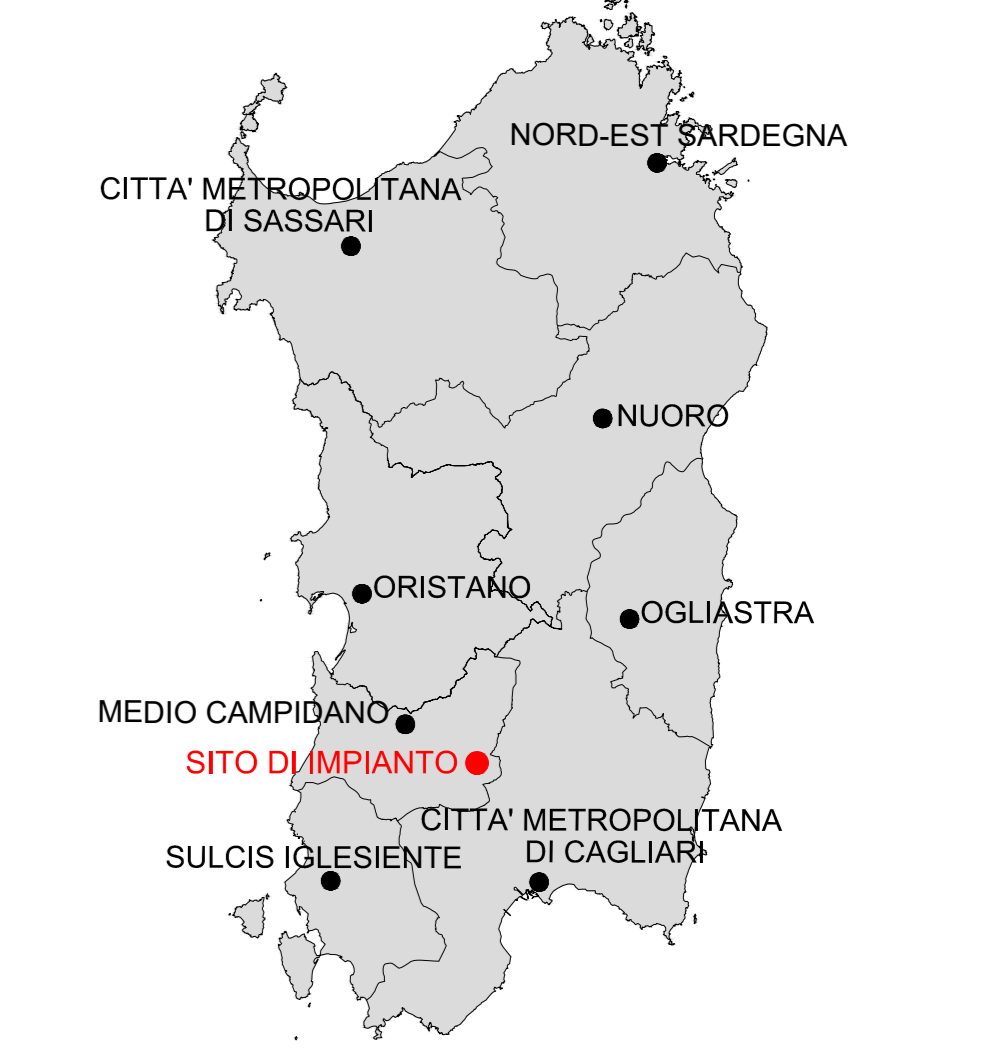 NORD-EST SARDEGNA
CITTA' METROPOLITANA
DI SASSARI
NUORO
ORISTANO
OGLIASTRA
MEDIO CAMPIDANO
SITO DI IMPIANTO
CITTA' METROPOLITANA
DI CAGLIARI
SULCIS IGLESIENTE